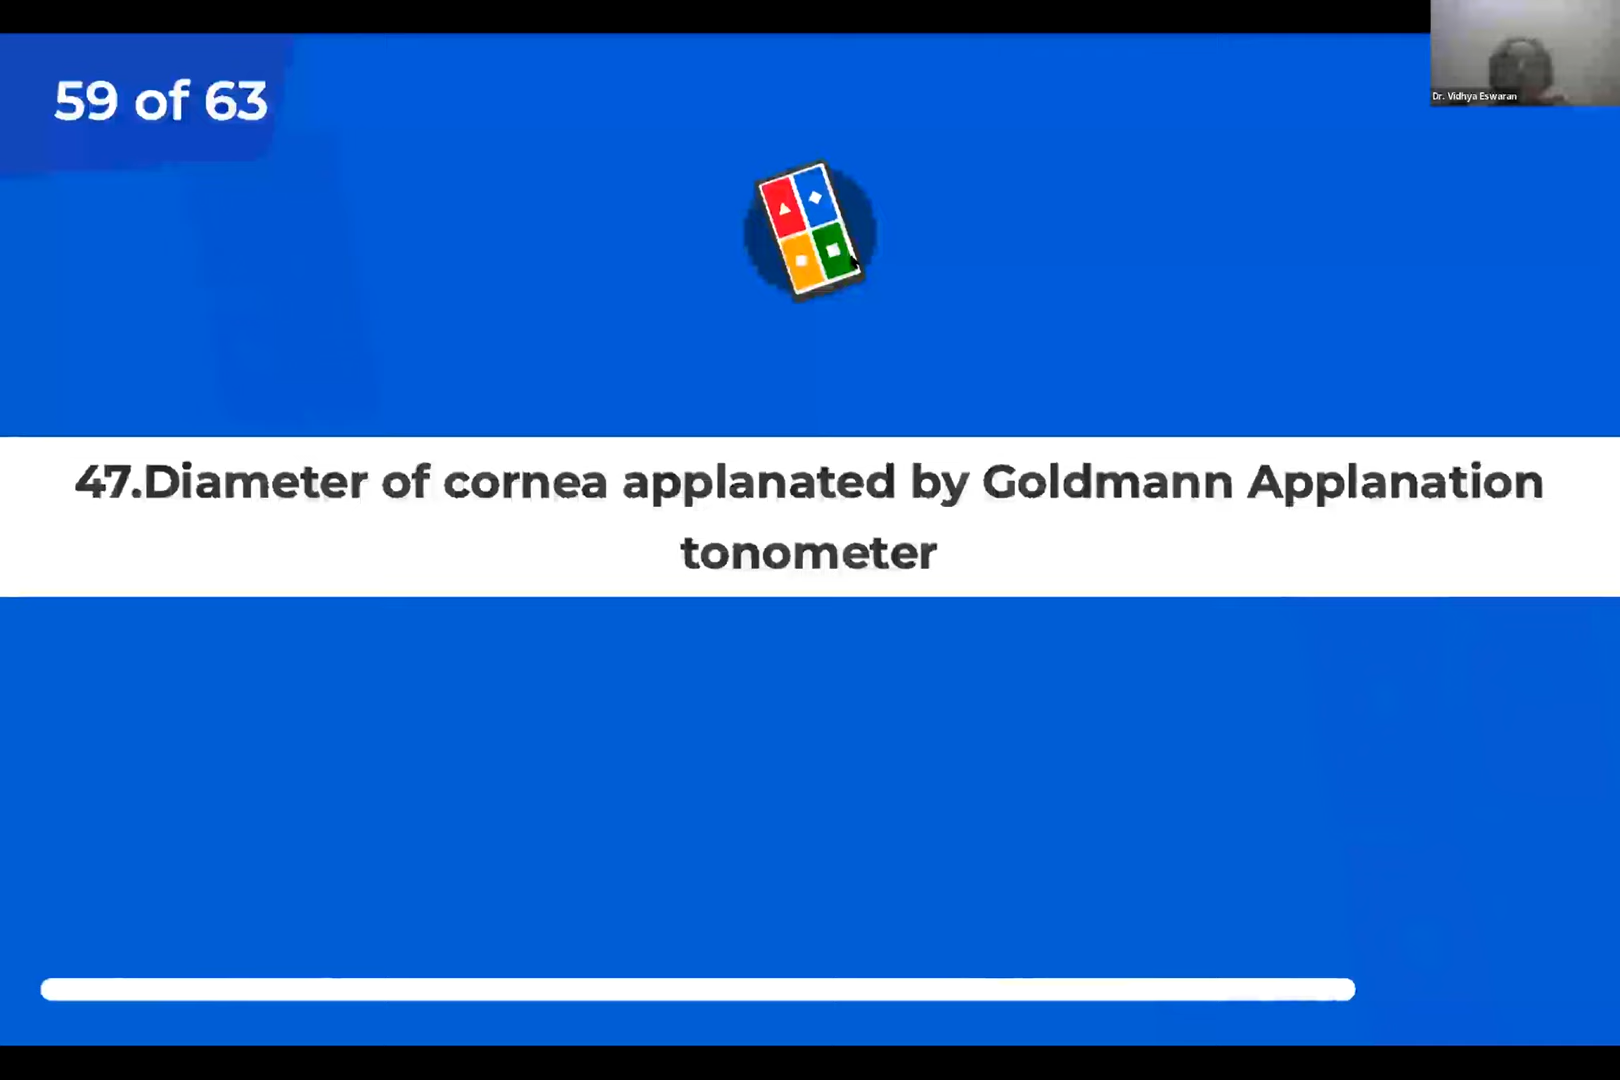 59 of 63
Dr. Vidhya Eswaran
47.Diameter of cornea applanated by Goldmann Applanation
tonometer